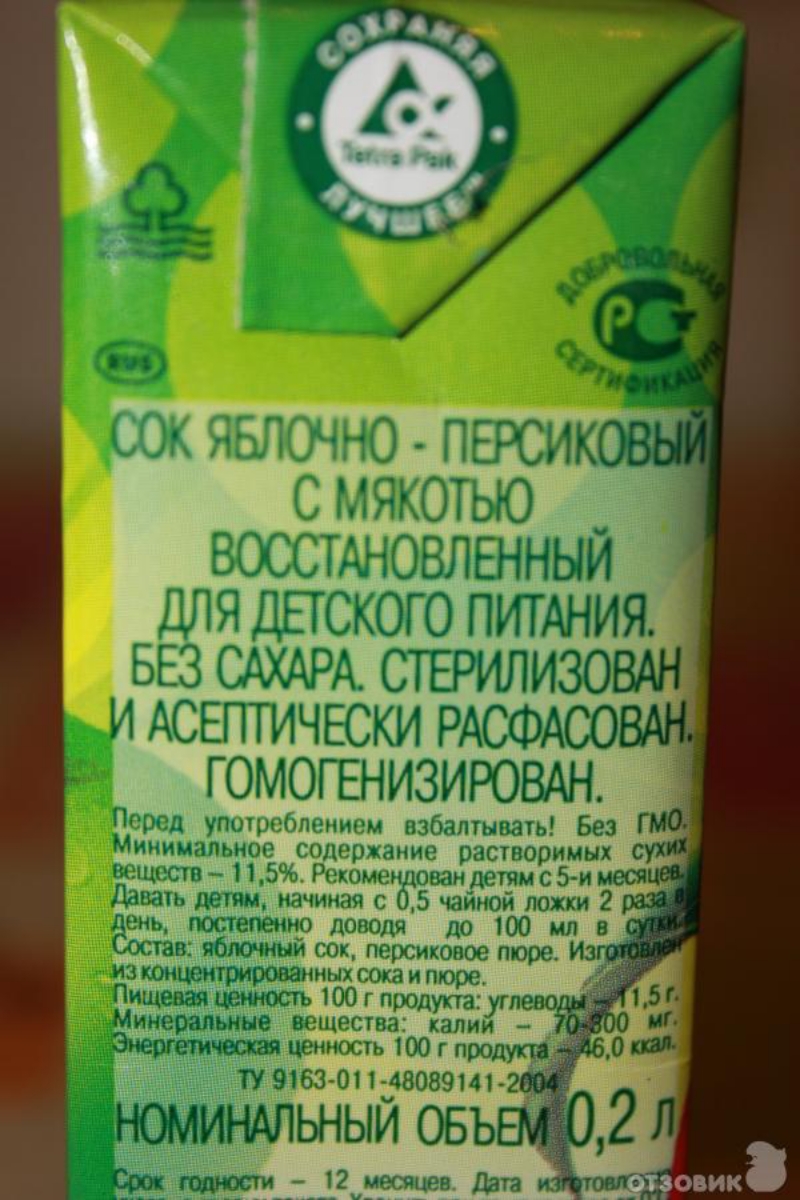 СОХРАНЯЯ
Tetra Pak
ЛУЧШЕЕ
ДОБРОВОЛЬНАЯ
РСТ
СЕРТИФИКАЦИЯ
RUS
СОК ЯБЛОЧНО - ПЕРСИКОВЫЙ
С МЯКОТЬЮ
ВОССТАНОВЛЕННЫЙ
ДЛЯ ДЕТСКОГО ПИТАНИЯ.
БЕЗ САХАРА. СТЕРИЛИЗОВАН
И АСЕПТИЧЕСКИ РАСФАСОВАН.
ГОМОГЕНИЗИРОВАН.
Перед употреблением взбалтывать! Без ГМО.
Минимальное содержание растворимых сухих
веществ – 11,5%. Рекомендован детям с 5-и месяцев.
Давать детям, начиная с 0,5 чайной ложки 2 раза в
день, постепенно доводя до 100 мл в сутки.
Состав: яблочный сок, персиковое пюре. Изготовлен
из концентрированных сока и пюре.
Пищевая ценность 100 г продукта: углеводы – 11,5 г.
Минеральные вещества: калий – 70-300 мг.
Энергетическая ценность 100 г продукта – 46,0 ккал.
ТУ 9163-011-48089141-2004
НОМИНАЛЬНЫЙ ОБЪЕМ 0,2 л
Срок годности – 12 месяцев. Дата
ОТЗОВИК